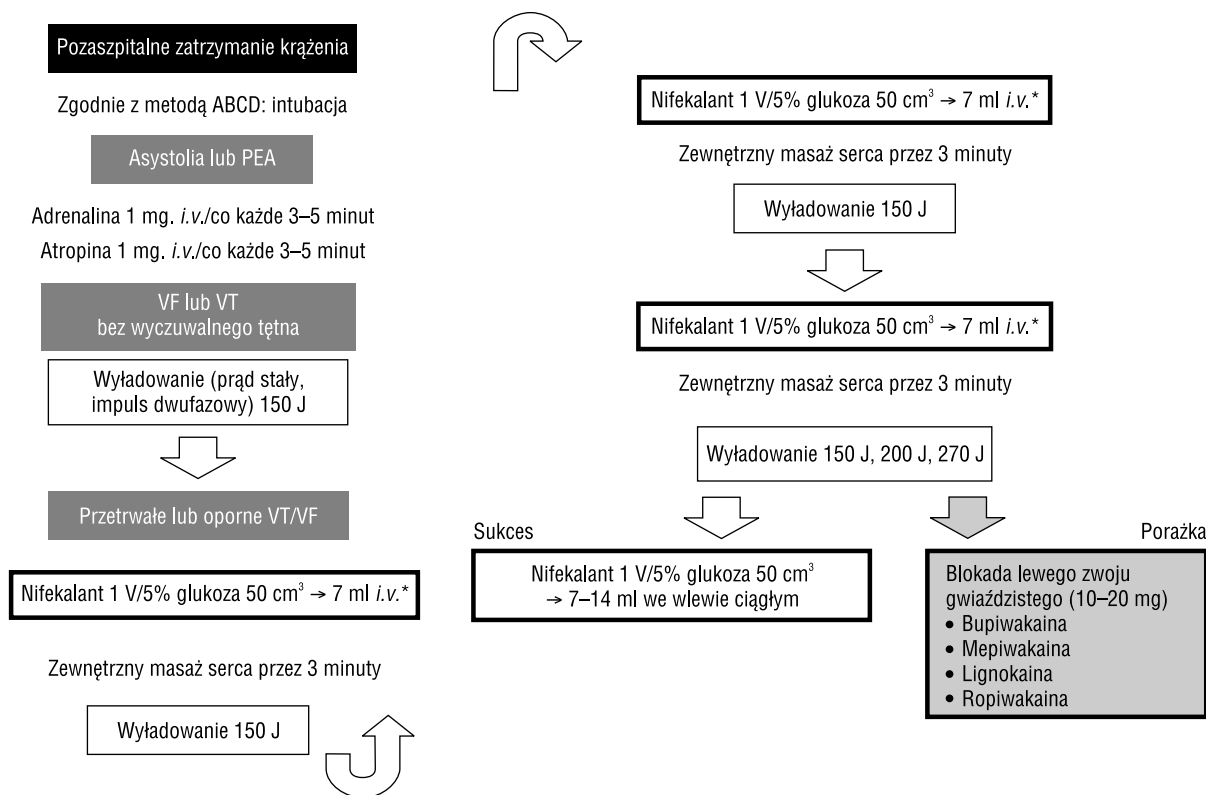 Pozaszpitalne zatrzymanie krążenia
Zgodnie z metodą ABCD: intubacja
Asystolia lub PEA
Adrenalina 1 mg. i.v./co każde 3–5 minut
Atropina 1 mg. i.v./co każde 3–5 minut
VF lub VT
bez wyczuwalnego tętna
Wyładowanie (prąd stały,
impuls dwufazowy) 150 J
Przetrwałe lub oporne VT/VF
Nifekalant 1 V/5% glukoza 50 cm³ → 7 ml i.v.*
Zewnętrzny masaż serca przez 3 minuty
Wyładowanie 150 J
Nifekalant 1 V/5% glukoza 50 cm³ → 7 ml i.v.*
Zewnętrzny masaż serca przez 3 minuty
Wyładowanie 150 J
Nifekalant 1 V/5% glukoza 50 cm³ → 7 ml i.v.*
Zewnętrzny masaż serca przez 3 minuty
Wyładowanie 150 J, 200 J, 270 J
Sukces
Nifekalant 1 V/5% glukoza 50 cm³
→ 7–14 ml we wlewie ciągłym
Porażka
Blokada lewego zwoju
gwiaździstego (10–20 mg)
• Bupiwakaina
• Mepiwakaina
• Lignokaina
• Ropiwakaina